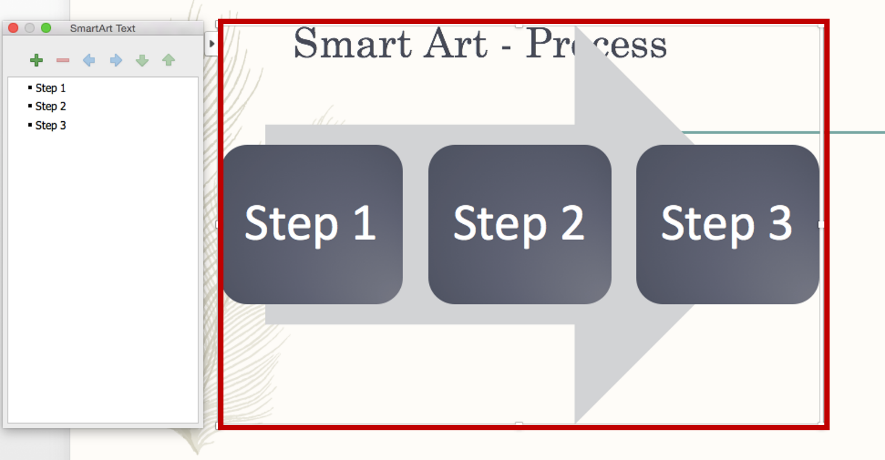 SmartArt Text
Step 1
Step 2
Step 3
Smart Art - Process
Step 1
Step 2
Step 3